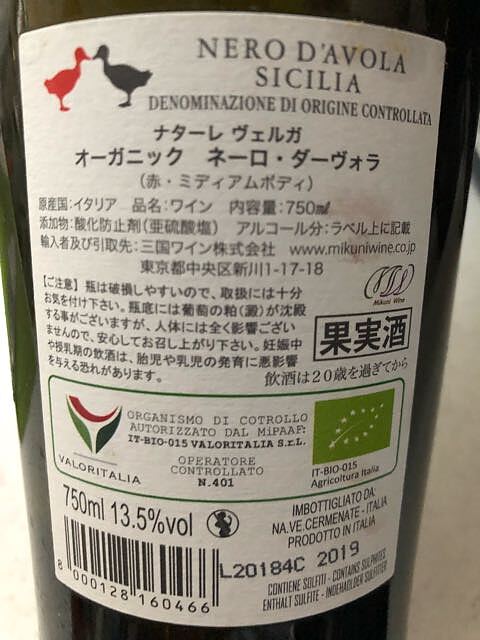 NERO D'AVOLA
SICILIA
DENOMINAZIONE DI ORIGINE CONTROLLATA
ナターレ ヴェルガ
オーガニック ネーロ・ダーヴォラ
(赤・ミディアムボディ)
原産国:イタリア 品名:ワイン 内容量:750㎖
添加物:酸化防止剤(亜硫酸塩) アルコール分:ラベル上に記載
輸入者及び引取先:三国ワイン株式会社 www.mikuniwine.co.jp
東京都中央区新川1-17-18
【ご注意】瓶は破損しやすいので、取扱には十分
お気を付け下さい。瓶底には葡萄の粕(澱)が沈殿
する事がございますが、人体には全く影響ござい
ませんので、安心してお召し上がり下さい。妊娠中
や授乳期の飲酒は、胎児や乳児の発育に悪影響
を与える恐れがあります。
Mikuni Wine
果実酒
飲酒は20歳を過ぎてから
VALORITALIA
ORGANISMO DI COTROLLO
AUTORIZZATO DAL MiPAAF:
IT-BIO-015 VALORITALIA S.r.L.
OPERATORE
CONTROLLATO
N.401
IT-BIO-015
Agricoltura Italia
750ml 13.5%vol
IMBOTTIGLIATO DA:
NA.VE.CERMENATE - ITALIA
PRODOTTO IN ITALIA
L20184C 2019
CONTIENE SOLFITI - CONTAINS SULPHITES
ENTHALT SULFITE - INDEHOLDER SULFITTER
8 000128 160466